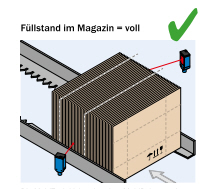 Füllstand im Magazin = voll